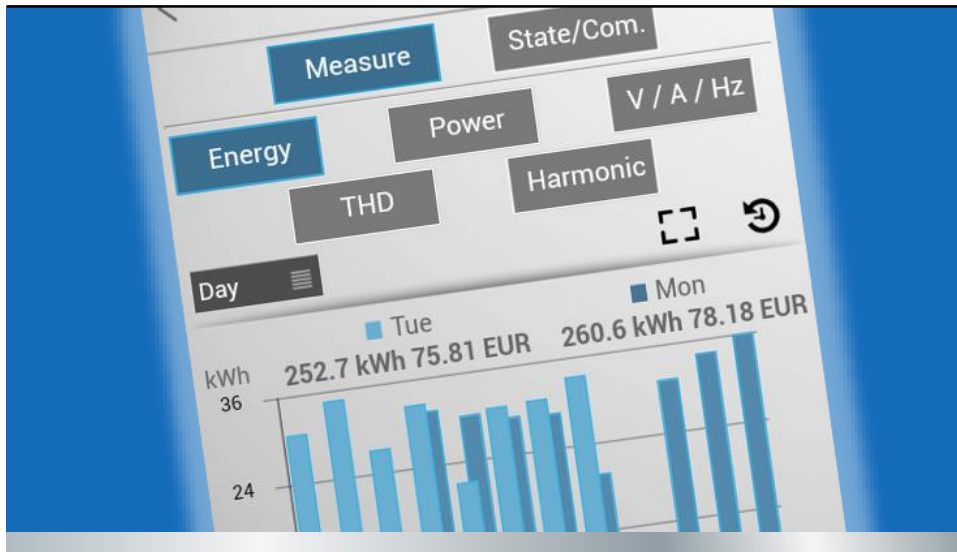 Measure State/Com.
Energy Power V / A / Hz
THD Harmonic
Day
Tue Mon
252.7 kWh 75.81 EUR 260.6 kWh 78.18 EUR
kWh
36
24